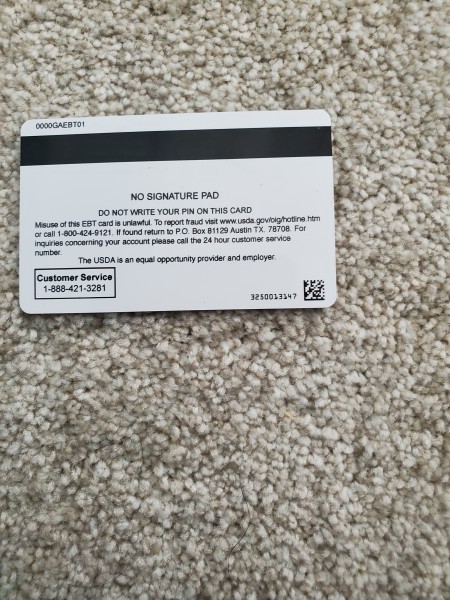 0000GAEBT01
NO SIGNATURE PAD
DO NOT WRITE YOUR PIN ON THIS CARD
Misuse of this EBT card is unlawful. To report fraud visit www.usda.gov/oig/hotline.htm
or call 1-800-424-9121. If found return to P.O. Box 81129 Austin TX. 78708. For
inquiries concerning your account please call the 24 hour customer service
number.
The USDA is an equal opportunity provider and employer.
Customer Service
1-888-421-3281
3250013147